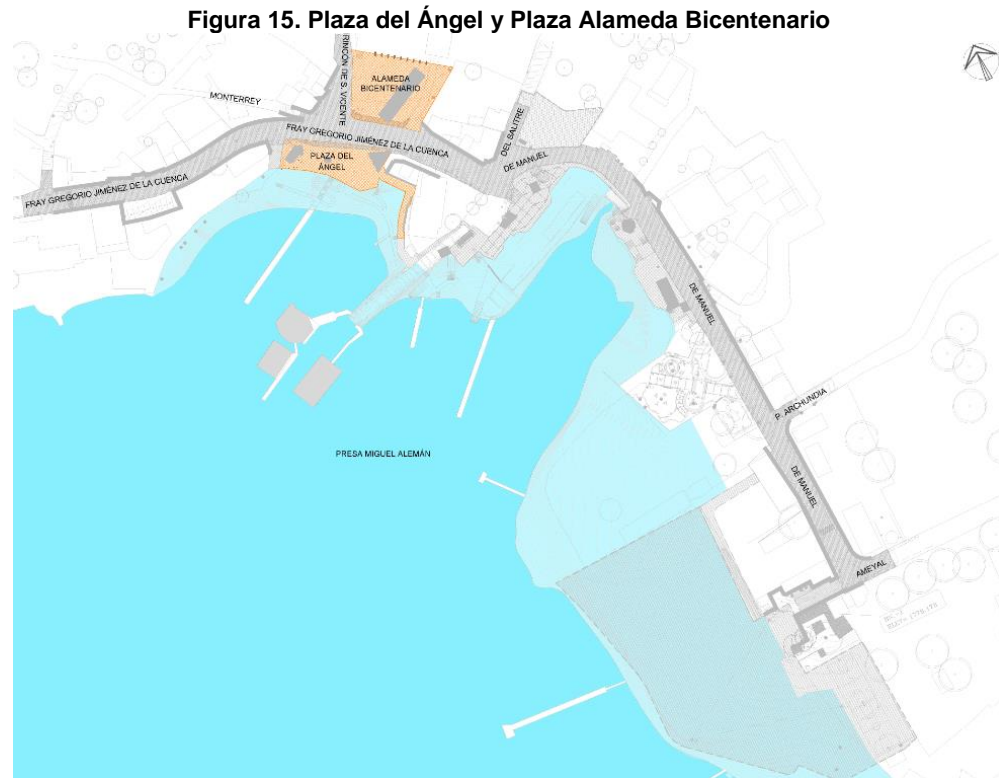 Figura 15. Plaza del Ángel y Plaza Alameda Bicentenario
RINCÓN DE S. VICENTE
ALAMEDA
BICENTENARIO
MONTERREY
FRAY GREGORIO JIMÉNEZ DE LA CUENCA
DEL SALITRE
PLAZA DEL
ÁNGEL
DE MANUEL
FRAY GREGORIO JIMÉNEZ DE LA CUENCA
DE MANUEL
P. ARCHUNDIA
PRESA MIGUEL ALEMÁN
DE MANUEL
AMEYAL